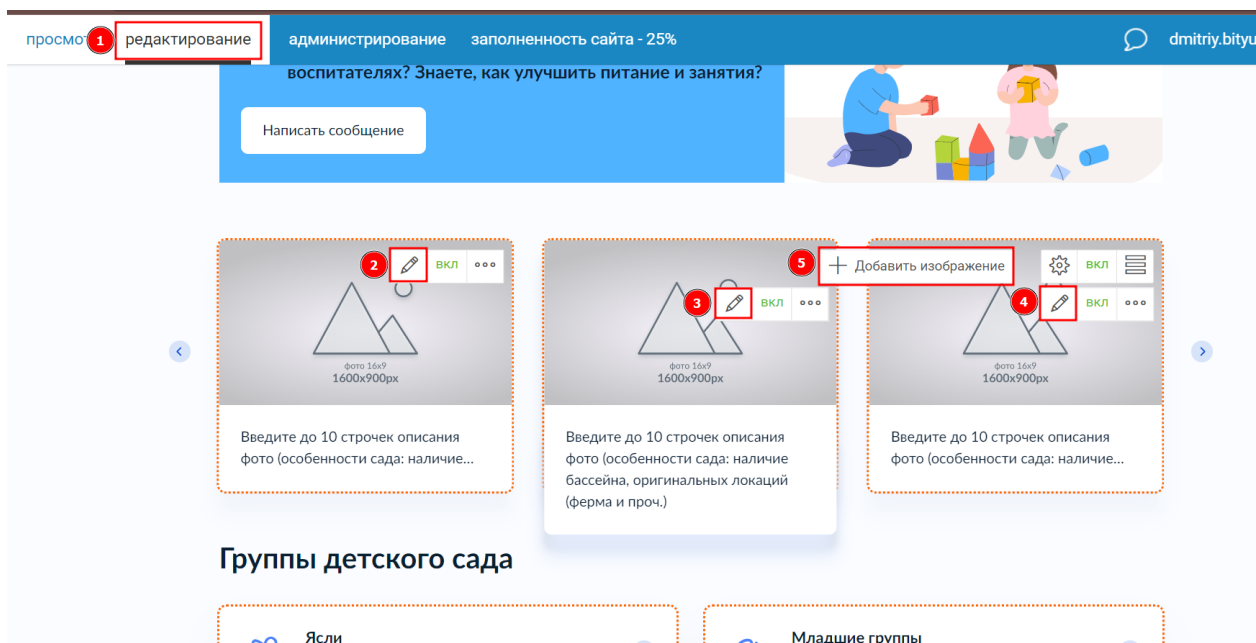 просмот 1 редактирование администрирование заполненность сайта - 25% dmitriy.bityu
воспитателях? Знаете, как улучшить питание и занятия?
Написать сообщение
2 вкл
5 Добавить изображение вкл
3 вкл
4 вкл
фото 16x9
1600x900px
фото 16x9
1600x900px
фото 16x9
1600x900px
Введите до 10 строчек описания
фото (особенности сада: наличие...
Введите до 10 строчек описания
фото (особенности сада: наличие
бассейна, оригинальных локаций
(ферма и проч.)
Введите до 10 строчек описания
фото (особенности сада: наличие...
Группы детского сада
Ясли
Младшие группы